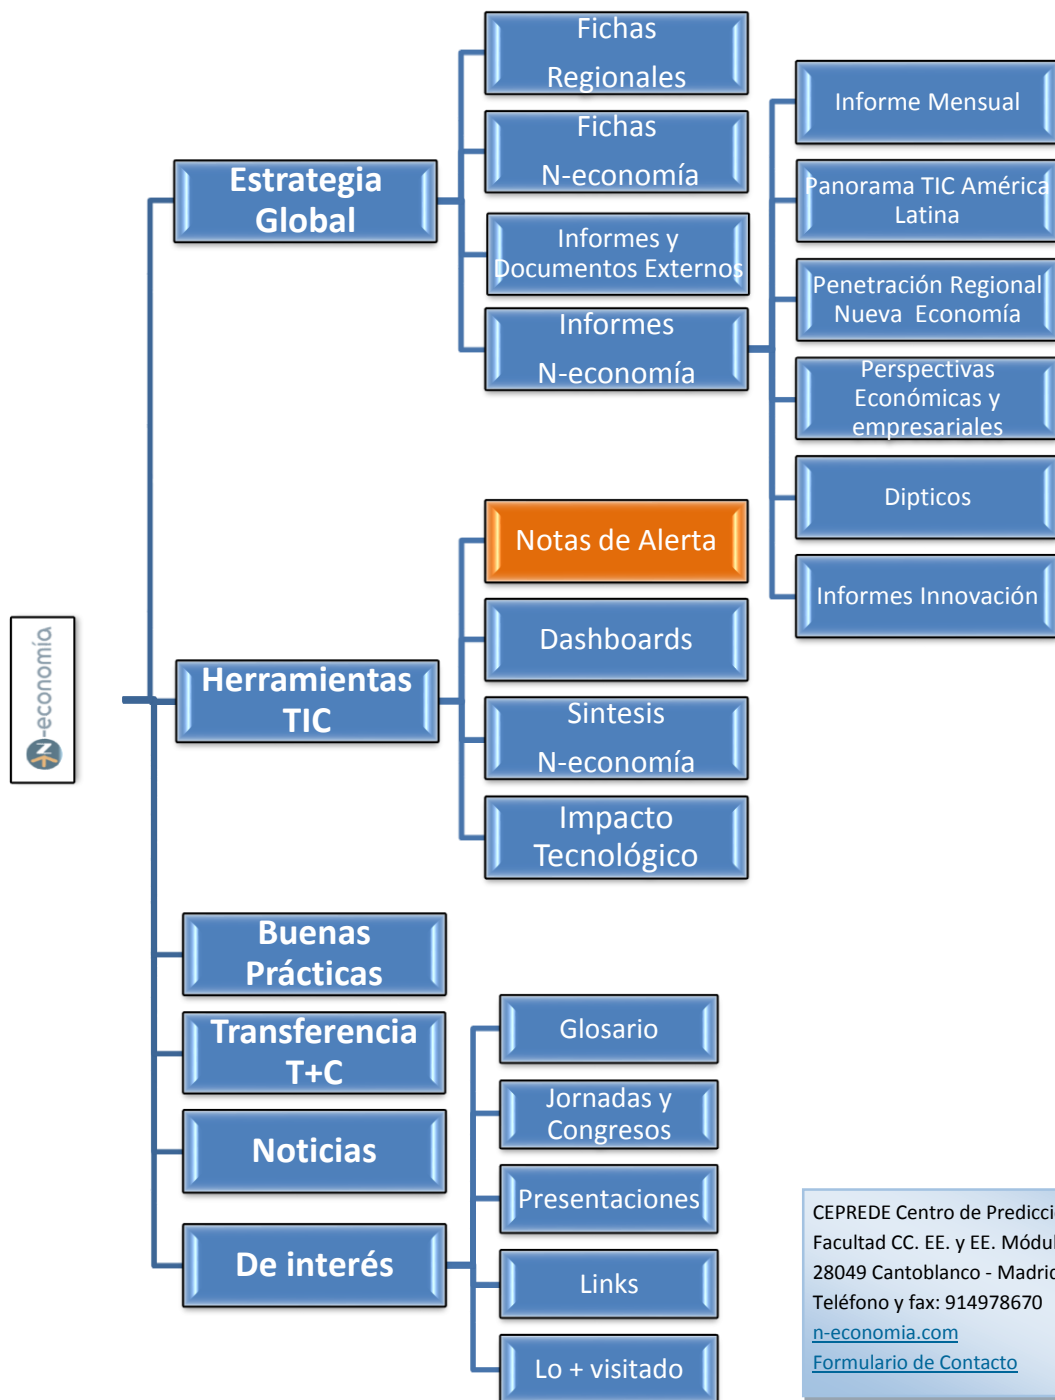 N-economía
Estrategia
Global
Fichas
Regionales
Fichas
N-economía
Informes y
Documentos Externos
Informes
N-economía
Informe Mensual
Panorama TIC América
Latina
Penetración Regional
Nueva Economía
Perspectivas
Económicas y
empresariales
Dipticos
Informes Innovación
Herramientas
TIC
Notas de Alerta
Dashboards
Sintesis
N-economía
Impacto
Tecnológico
Buenas
Prácticas
Transferencia
T+C
Noticias
De interés
Glosario
Jornadas y
Congresos
Presentaciones
Links
Lo + visitado
CEPREDE Centro de
Facultad CC. EE. y EE.
28049 Cantoblanco - Madrid
Teléfono y fax: 914978670
n-economia.com
Formulario de Contacto